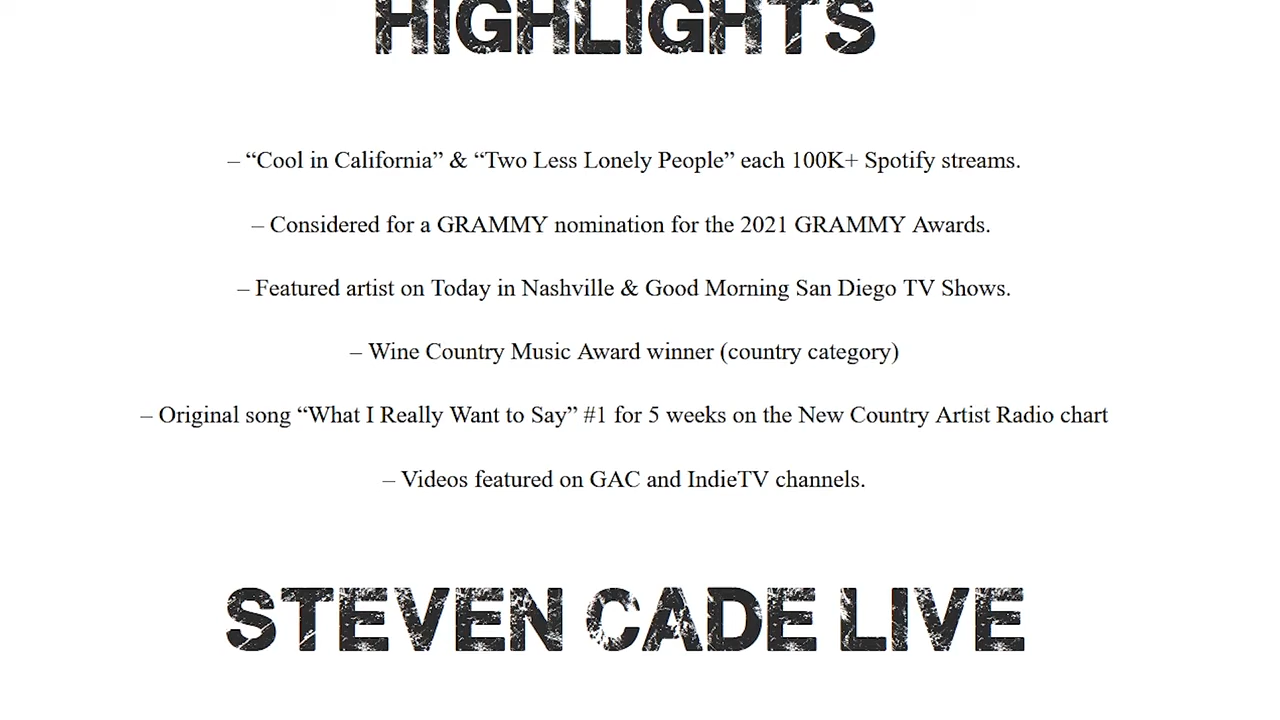 HIGHLIGHTS
– “Cool in California” & “Two Less Lonely People” each 100K+ Spotify streams.
– Considered for a GRAMMY nomination for the 2021 GRAMMY Awards.
– Featured artist on Today in Nashville & Good Morning San Diego TV Shows.
– Wine Country Music Award winner (country category)
– Original song “What I Really Want to Say” #1 for 5 weeks on the New Country Artist Radio chart
– Videos featured on GAC and IndieTV channels.
STEVEN CADE LIVE